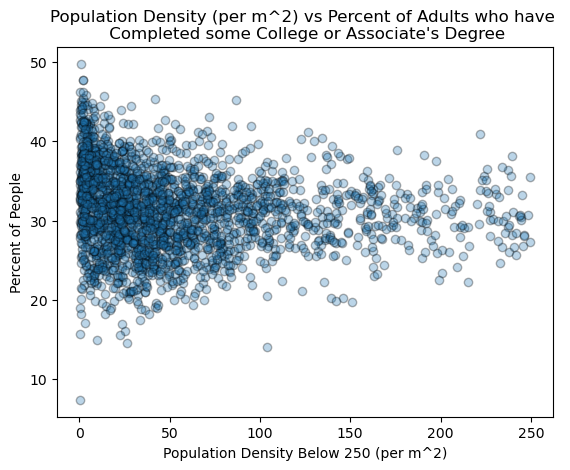 Population Density (per m^2) vs Percent of Adults who have
Completed some College or Associate's Degree
50
40
30
20
10
Percent of People
0
50
100
150
200
250
Population Density Below 250 (per m^2)